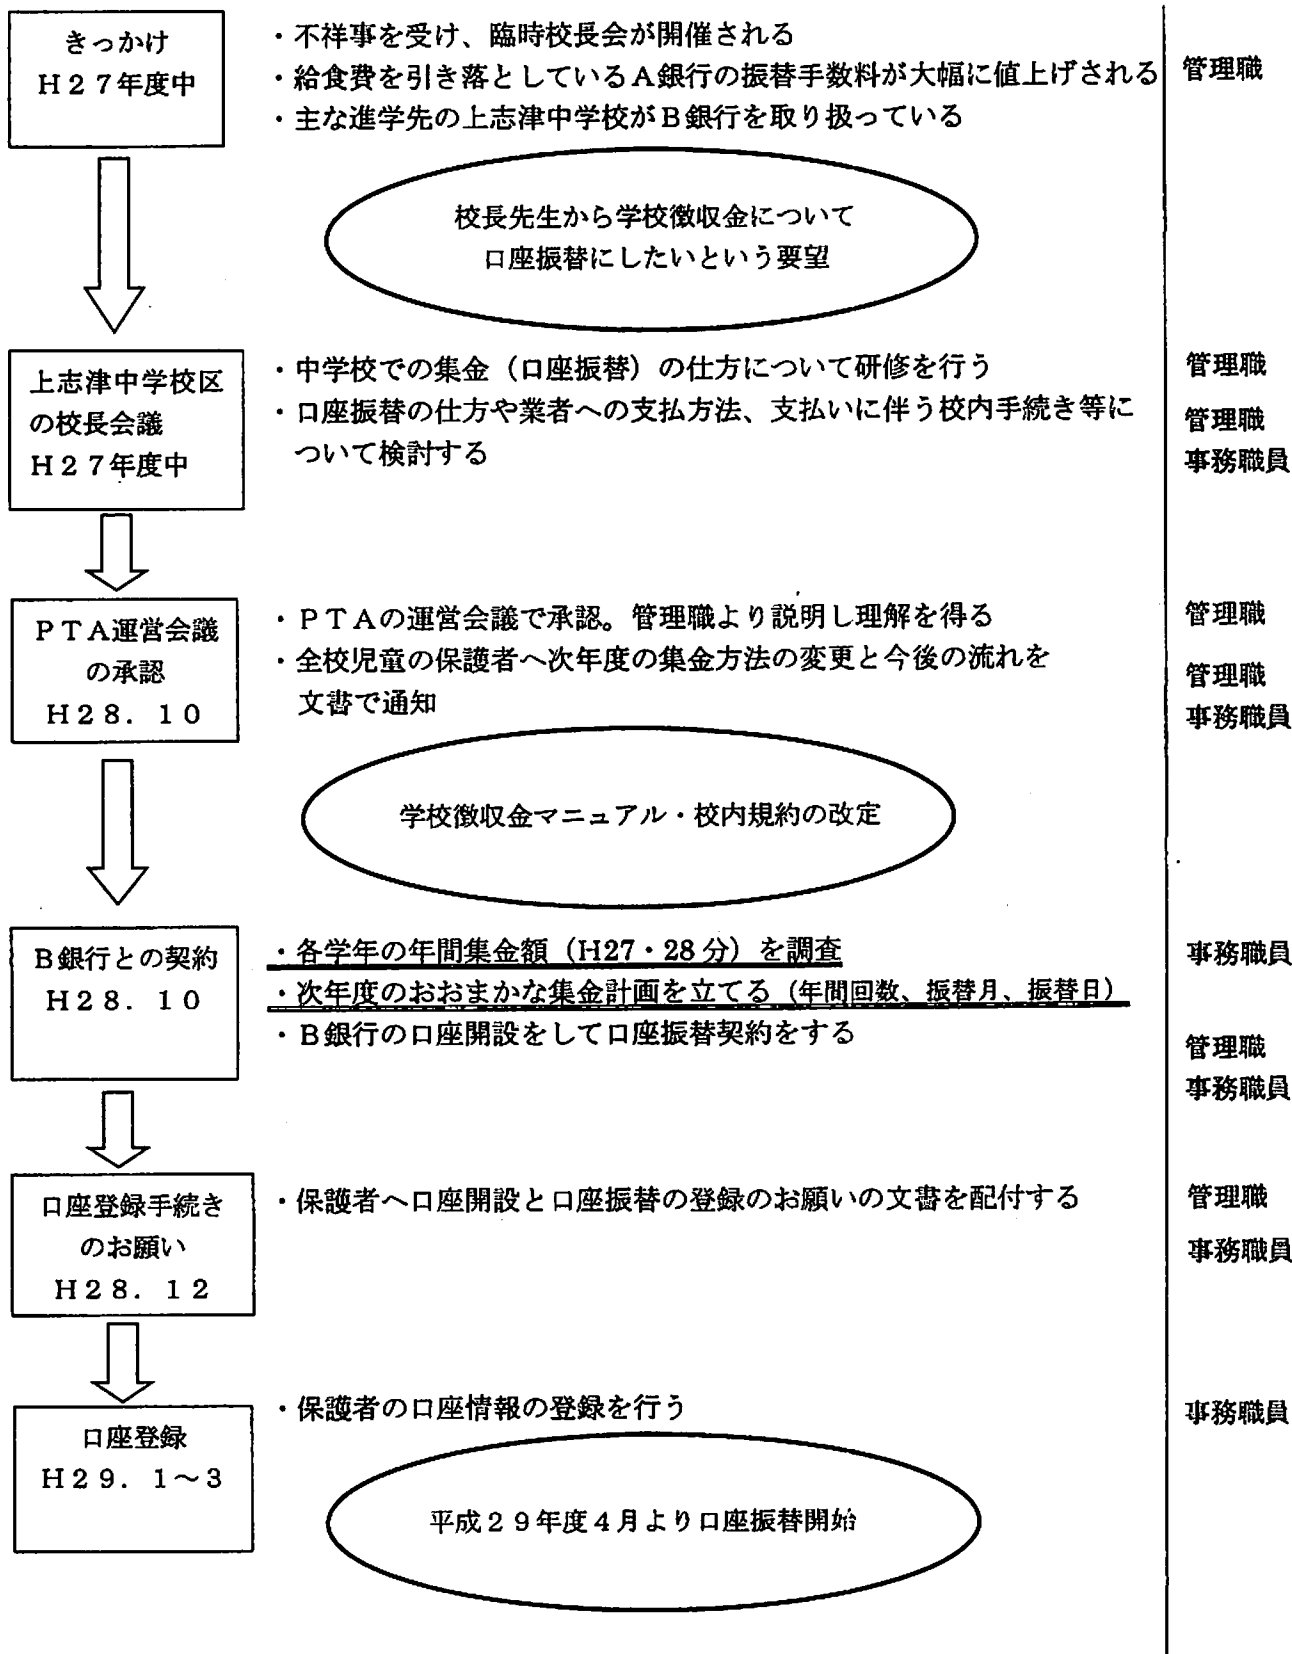 きっかけ
H27年度中
・不祥事を受け、臨時校長会が開催される
・給食費を引き落としているA銀行の振替手数料が大幅に値上げされる
・主な進学先の上志津中学校がB銀行を取り扱っている
管理職
校長先生から学校徴収金について
口座振替にしたいという要望
上志津中学校区
の校長会議
H27年度中
・中学校での集金（口座振替）の仕方について研修を行う
・口座振替の仕方や業者への支払方法、支払いに伴う校内手続き等に
ついて検討する
管理職
管理職
事務職員
PTA運営会議
の承認
H28．10
・PTAの運営会議で承認。管理職より説明し理解を得る
・全校児童の保護者へ次年度の集金方法の変更と今後の流れを
文書で通知
管理職
管理職
事務職員
学校徴収金マニュアル・校内規約の改定
B銀行との契約
H28．10
・各学年の年間集金額（H27・28分）を調査
・次年度のおおまかな集金計画を立てる（年間回数、振替月、振替日）
・B銀行の口座開設をして口座振替契約をする
事務職員
管理職
事務職員
口座登録手続き
のお願い
H28．12
・保護者へ口座開設と口座振替の登録のお願いの文書を配付する
管理職
事務職員
口座登録
H29．1～3
・保護者の口座情報の登録を行う
事務職員
平成29年度4月より口座振替開始